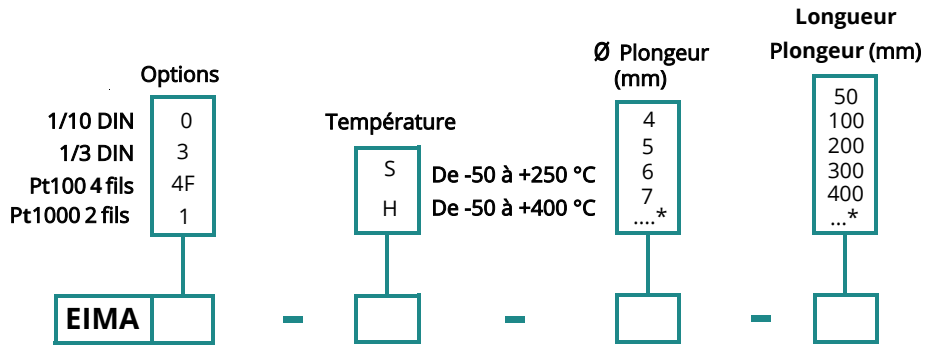 Options
1/10 DIN 0
1/3 DIN 3
Pt100 4 fils 4F
Pt1000 2 fils 1
Température
S De -50 à +250 °C
H De -50 à +400 °C
Ø Plongeur
(mm)
4
5
6
7
....*
Longueur
Plongeur (mm)
50
100
200
300
400
...*
EIMA - - -